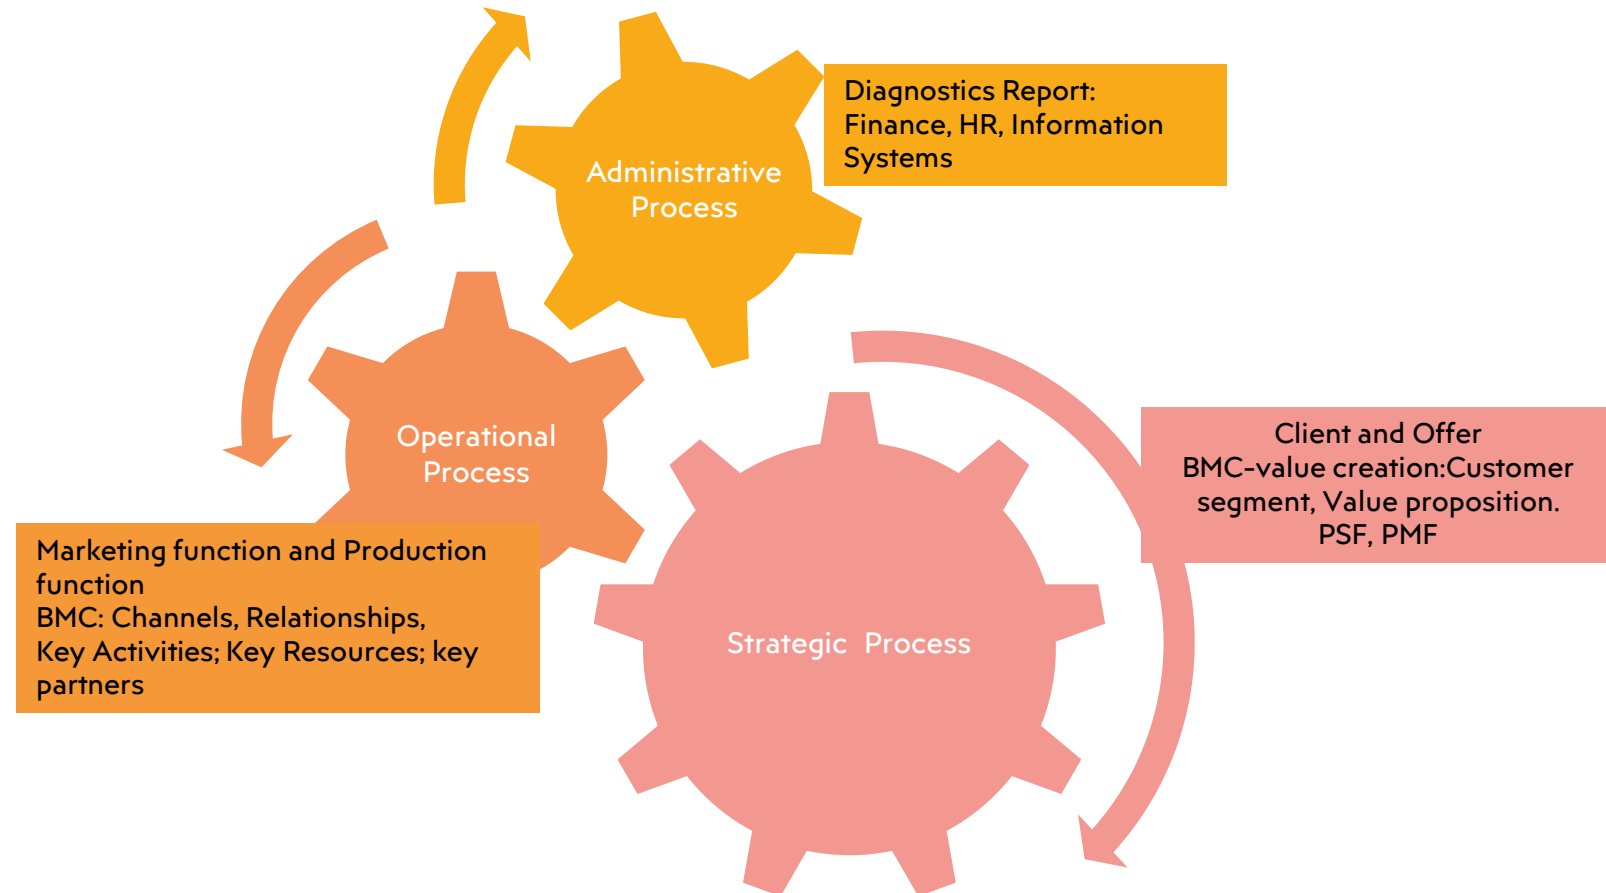 Diagnostics Report:
Finance, HR, Information
Systems
Administrative
Process
Operational
Process
Client and Offer
BMC-value creation:Customer
segment, Value proposition.
PSF, PMF
Marketing function and Production
function
BMC: Channels, Relationships,
Key Activities; Key Resources; key
partners
Strategic Process